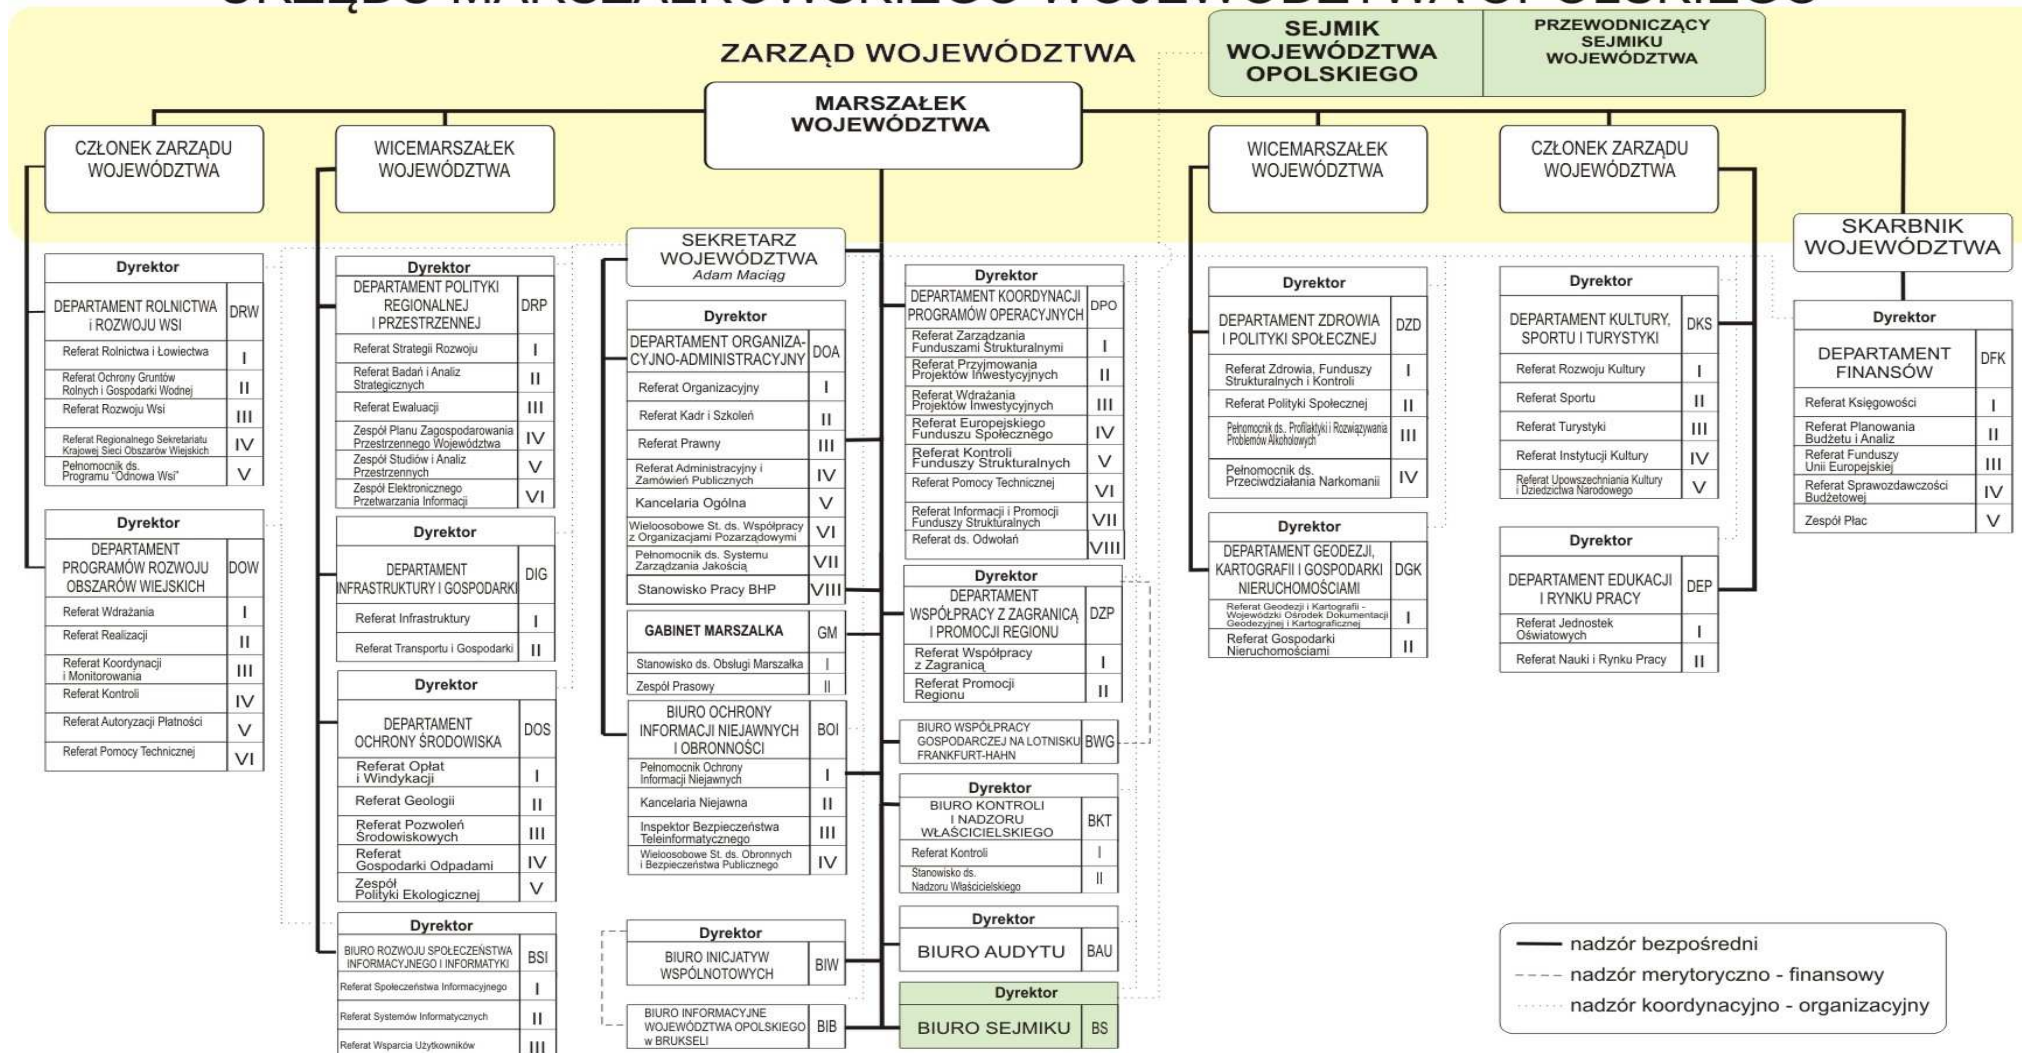 URZĘDU MARSZAŁKOWSKIEGO WOJEWÓDZTWA OPOLSKIEGO
ZARZĄD WOJEWÓDZTWA
SEJMIK
WOJEWÓDZTWA
OPOLSKIEGO
PRZEWODNICZĄCY
SEJMIKU
WOJEWÓDZTWA
MARSZAŁEK
WOJEWÓDZTWA
CZŁONEK ZARZĄDU
WOJEWÓDZTWA
WICEMARSZAŁEK
WOJEWÓDZTWA
WICEMARSZAŁEK
WOJEWÓDZTWA
CZŁONEK ZARZĄDU
WOJEWÓDZTWA
SKARBNIK
WOJEWÓDZTWA
SEKRETARZ
WOJEWÓDZTWA
Adam Maciąg
Dyrektor
DEPARTAMENT ROLNICTWA
i ROZWOJU WSI
DRW
Referat Rolnictwa i Łowiectwa I
Referat Ochrony Gruntów
Rolnych i Gospodarki Wodnej II
Referat Rozwoju Wsi III
Referat Regionalnego Sekretariatu
Krajowej Sieci Obszarów Wiejskich IV
Pełnomocnik ds.
Programu "Odnowa Wsi" V
Dyrektor
DEPARTAMENT
PROGRAMÓW ROZWOJU
OBSZARÓW WIEJSKICH
DOW
Referat Wdrażania I
Referat Realizacji II
Referat Koordynacji
i Monitorowania III
Referat Kontroli IV
Referat Autoryzacji Płatności V
Referat Pomocy Technicznej VI
Dyrektor
DEPARTAMENT POLITYKI
REGIONALNEJ
I PRZESTRZENNEJ
DRP
Referat Strategii Rozwoju I
Referat Badań i Analiz
Strategicznych II
Referat Ewaluacji III
Zespół Planu Zagospodarowania
Przestrzennego Województwa IV
Zespół Studiów i Analiz
Przestrzennych V
Zespół Elektronicznego
Przetwarzania Informacji VI
Dyrektor
DEPARTAMENT
INFRASTRUKTURY I GOSPODARKI
DIG
Referat Infrastruktury I
Referat Transportu i Gospodarki II
Dyrektor
DEPARTAMENT
OCHRONY ŚRODOWISKA
DOS
Referat Opłat
i Windykacji I
Referat Geologii II
Referat Pozwoleń
Środowiskowych III
Referat
Gospodarki Odpadami IV
Zespół
Polityki Ekologicznej V
Dyrektor
BIURO ROZWOJU SPOŁECZEŃSTWA
INFORMACYJNEGO I INFORMATYKI
BSI
Referat Społeczeństwa Informacyjnego I
Referat Systemów Informatycznych II
Referat Wsparcia Użytkowników III
Dyrektor
DEPARTAMENT ORGANIZA-
CYJNO-ADMINISTRACYJNY
DOA
Referat Organizacyjny I
Referat Kadr i Szkoleń II
Referat Prawny III
Referat Administracyjny i
Zamówień Publicznych IV
Kancelaria Ogólna V
Wieloosobowe St. ds. Współpracy
z Organizacjami Pozarządowymi VI
Pełnomocnik ds. Systemu
Zarządzania Jakością VII
Stanowisko Pracy BHP VIII
GABINET MARSZALKA GM
Stanowisko ds. Obsługi Marszałka I
Zespół Prasowy II
BIURO OCHRONY
INFORMACJI NIEJAWNYCH
I OBRONNOŚCI
BOI
Pełnomocnik Ochrony
Informacji Niejawnych I
Kancelaria Niejawna II
Inspektor Bezpieczeństwa
Teleinformatycznego III
Wieloosobowe St. ds. Obronnych
i Bezpieczeństwa Publicznego IV
Dyrektor
BIURO INICJATYW
WSPÓLNOTOWYCH
BIW
BIURO INFORMACYJNE
WOJEWÓDZTWA OPOLSKIEGO
w BRUKSELI
BIB
Dyrektor
DEPARTAMENT KOORDYNACJI
PROGRAMÓW OPERACYJNYCH
DPO
Referat Zarządzania
Funduszami Strukturalnymi I
Referat Przyjmowania
Projektów Inwestycyjnych II
Referat Wdrażania
Projektów Inwestycyjnych III
Referat Europejskiego
Funduszu Społecznego IV
Referat Kontroli
Funduszy Strukturalnych V
Referat Pomocy Technicznej VI
Referat Informacji i Promocji
Funduszy Strukturalnych VII
Referat ds. Odwołań VIII
Dyrektor
DEPARTAMENT
WSPÓŁPRACY Z ZAGRANICĄ
I PROMOCJI REGIONU
DZP
Referat Współpracy
z Zagranicą I
Referat Promocji
Regionu II
BIURO WSPÓŁPRACY
GOSPODARCZEJ NA LOTNISKU
FRANKFURT-HAHN
BWG
Dyrektor
BIURO KONTROLI
I NADZORU
WŁAŚCICIELSKIEGO
BKT
Referat Kontroli I
Stanowisko ds.
Nadzoru Właścicielskiego II
Dyrektor
BIURO AUDYTU BAU
Dyrektor
BIURO SEJMIKU BS
Dyrektor
DEPARTAMENT ZDROWIA
I POLITYKI SPOŁECZNEJ
DZD
Referat Zdrowia, Funduszy
Strukturalnych i Kontroli I
Referat Polityki Społecznej II
Pełnomocnik ds. Profilaktyki i Rozwiązywania
Problemów Alkoholowych III
Pełnomocnik ds.
Przeciwdziałania Narkomanii IV
Dyrektor
DEPARTAMENT GEODEZJI,
KARTOGRAFII I GOSPODARKI
NIERUCHOMOŚCIAMI
DGK
Referat Geodezji i Kartografii -
Wojewódzki Ośrodek Dokumentacji
Geodezyjnej i Kartograficznej I
Referat Gospodarki
Nieruchomościami II
Dyrektor
DEPARTAMENT KULTURY,
SPORTU I TURYSTYKI
DKS
Referat Rozwoju Kultury I
Referat Sportu II
Referat Turystyki III
Referat Instytucji Kultury IV
Referat Upowszechniania Kultury
i Dziedzictwa Narodowego V
Dyrektor
DEPARTAMENT EDUKACJI
I RYNKU PRACY
DEP
Referat Jednostek
Oświatowych I
Referat Nauki i Rynku Pracy II
Dyrektor
DEPARTAMENT
FINANSÓW
DFK
Referat Księgowości I
Referat Planowania
Budżetu i Analiz II
Referat Funduszy
Unii Europejskiej III
Referat Sprawozdawczości
Budżetowej IV
Zespół Płac V
nadzór bezpośredni
nadzór merytoryczno - finansowy
nadzór koordynacyjno - organizacyjny